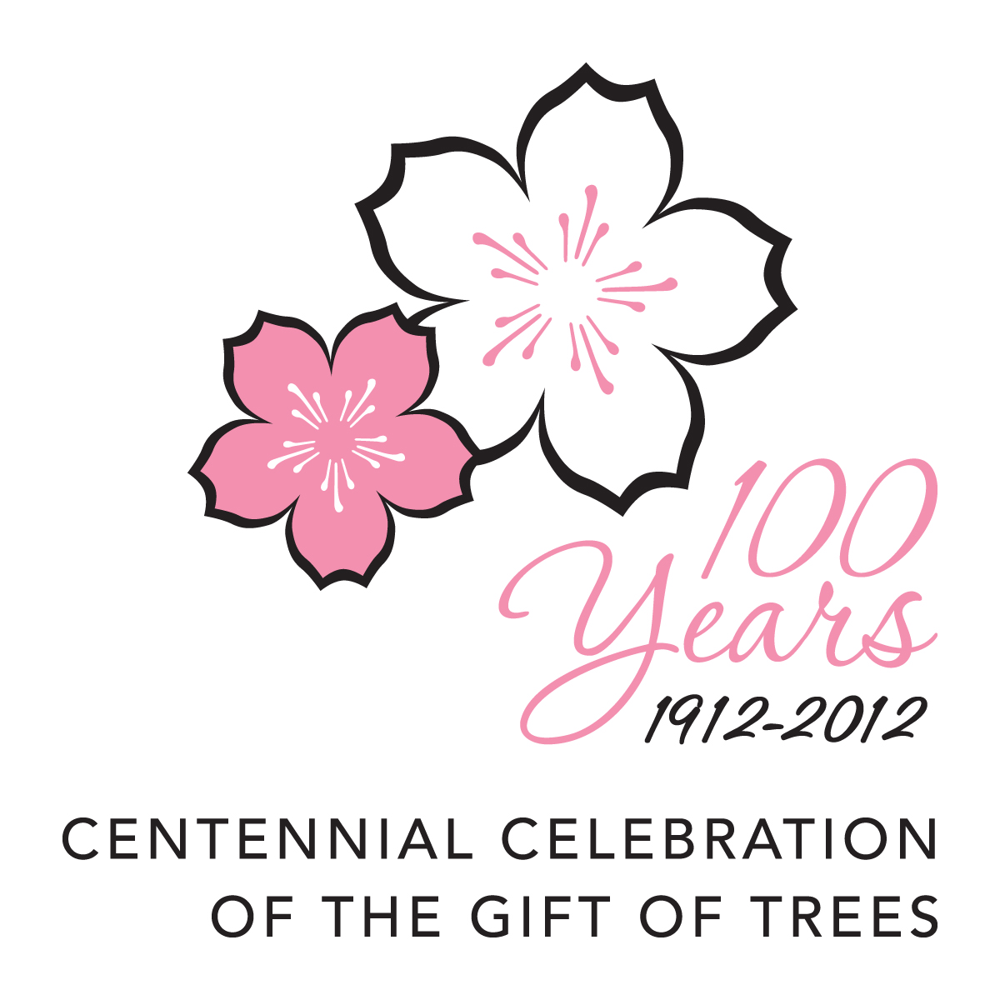 100
Years
1912-2012
CENTENNIAL CELEBRATION
OF THE GIFT OF TREES